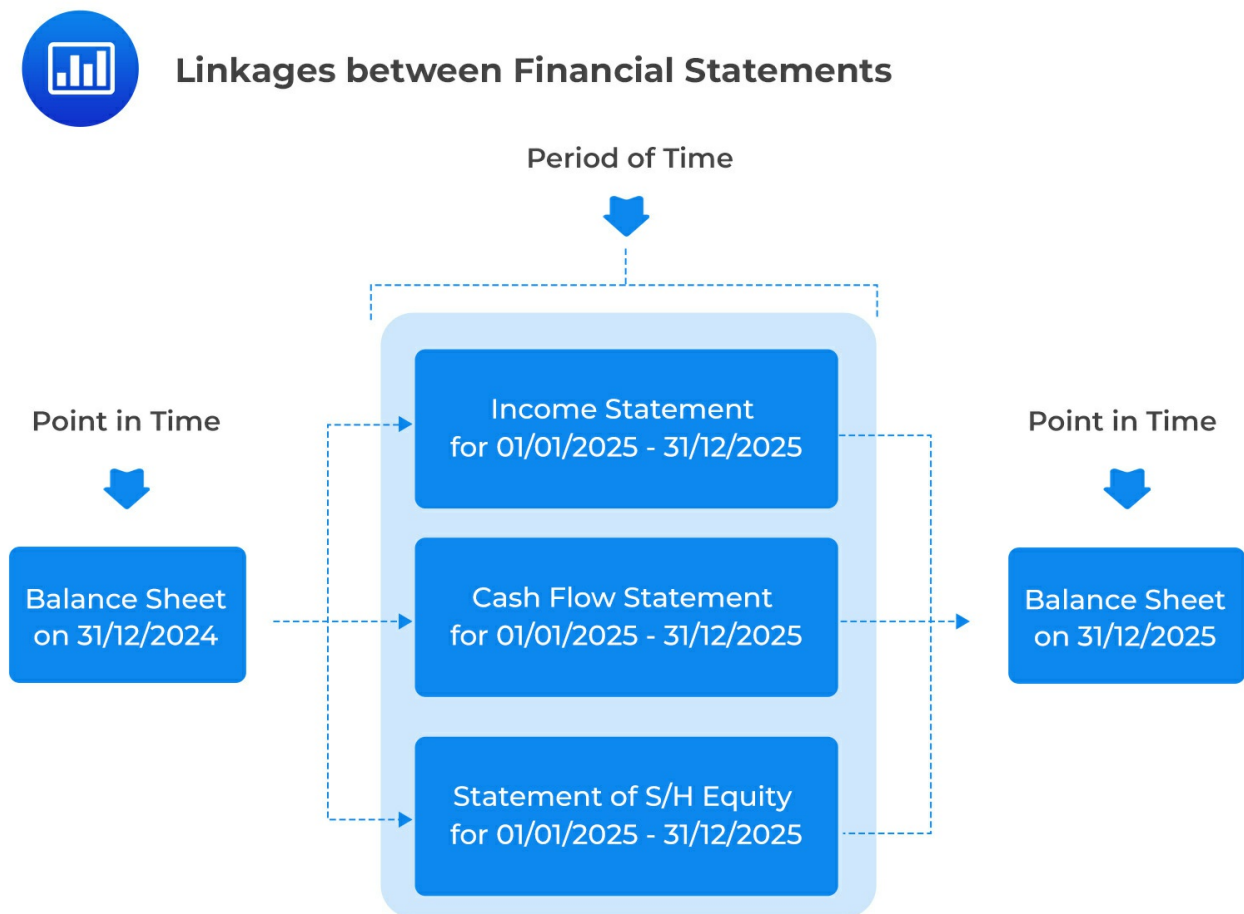 Linkages between Financial Statements
Period of Time
Point in Time
Balance Sheet
on 31/12/2024
Income Statement
for 01/01/2025 - 31/12/2025
Cash Flow Statement
for 01/01/2025 - 31/12/2025
Statement of S/H Equity
for 01/01/2025 - 31/12/2025
Point in Time
Balance Sheet
on 31/12/2025